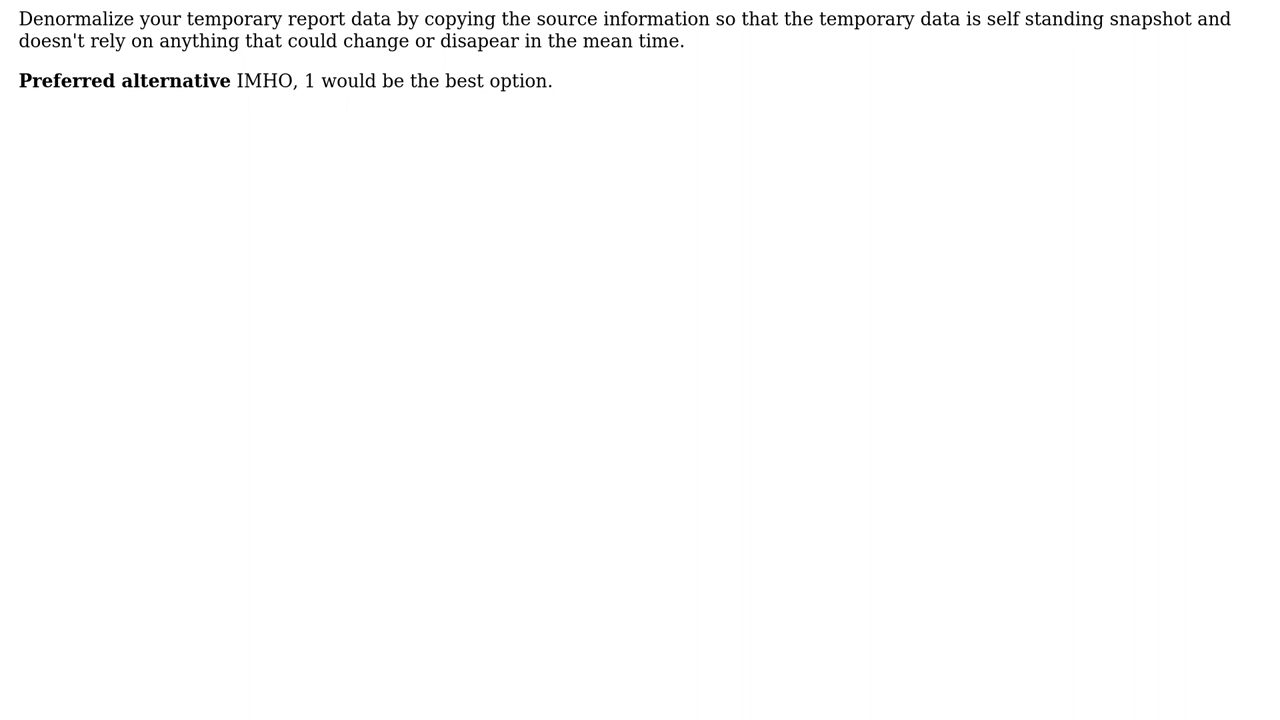 Denormalize your temporary report data by copying the source information so that the temporary data is self standing snapshot and
doesn't rely on anything that could change or disapear in the mean time.
Preferred alternative IMHO, 1 would be the best option.